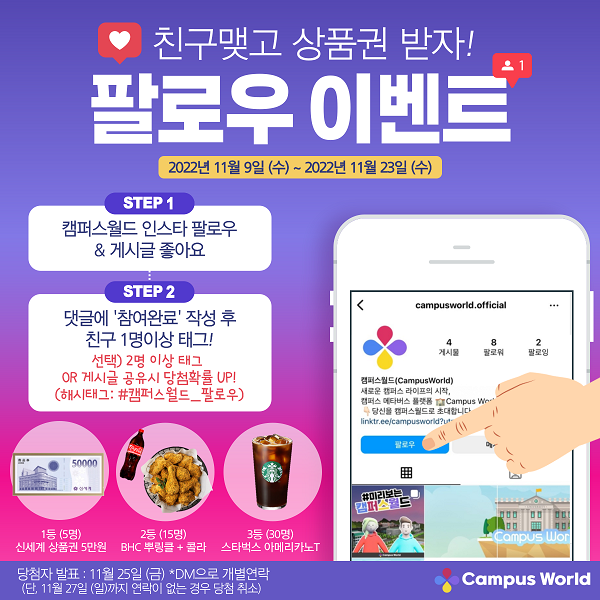 친구맺고 상품권 받자!
1
팔로우 이벤트
2022년 11월 9일 (수) ~ 2022년 11월 23일 (수)
STEP 1
캠퍼스월드 인스타 팔로우
& 게시글 좋아요
STEP 2
댓글에 '참여완료' 작성 후
친구 1명이상 태그!
선택) 2명 이상 태그
OR 게시글 공유시 당첨확률 UP!
(해시태그: #캠퍼스월드_팔로우)
campusworld.official
4 8 2
게시물 팔로워 팔로잉
캠퍼스월드(CampusWorld)
새로운 캠퍼스 라이프의 시작,
캠퍼스 메타버스 플랫폼 Campus Wor
당신을 캠퍼스월드로 초대합니다
linktr.ee/campusworld?ut
팔로우
#미리보는
캠퍼스월드
Campus Wor
50000
1등 (5명)
신세계 상품권 5만원
2등 (15명)
BHC 뿌링클 + 콜라
3등 (30명)
스타벅스 아메리카노T
당첨자 발표 : 11월 25일 (금) *DM으로 개별연락
(단, 11월 27일 (일)까지 연락이 없는 경우 당첨 취소)
Campus World